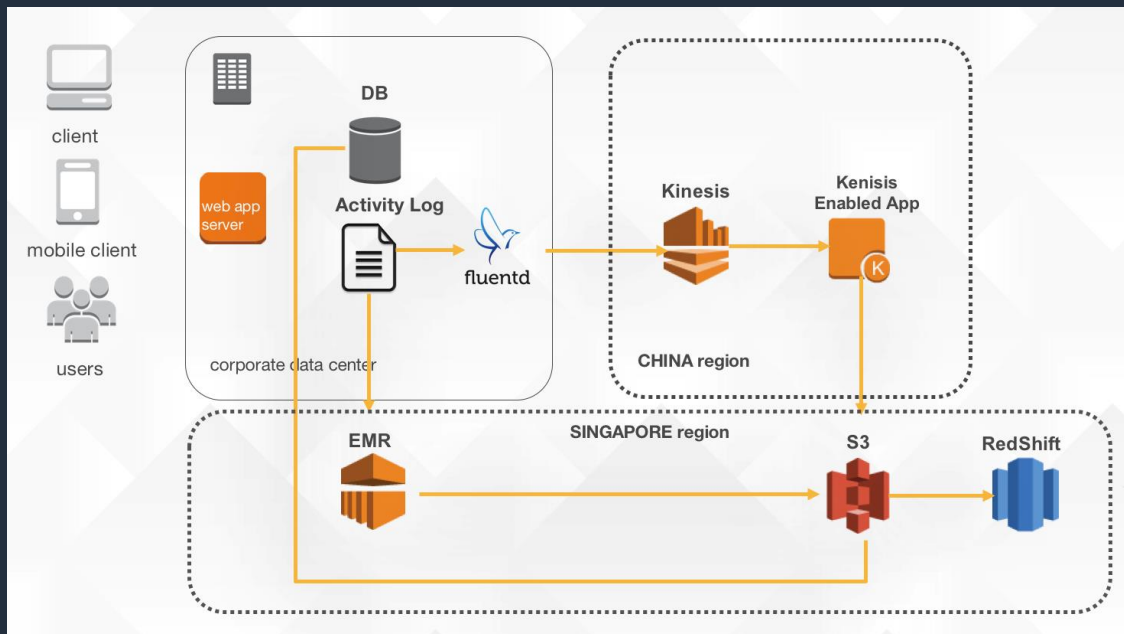 client
mobile client
users
DB
web app
server
Activity Log
fluentd
corporate data center
Kinesis
Kenisis
Enabled App
K
CHINA region
SINGAPORE region
EMR
S3
RedShift